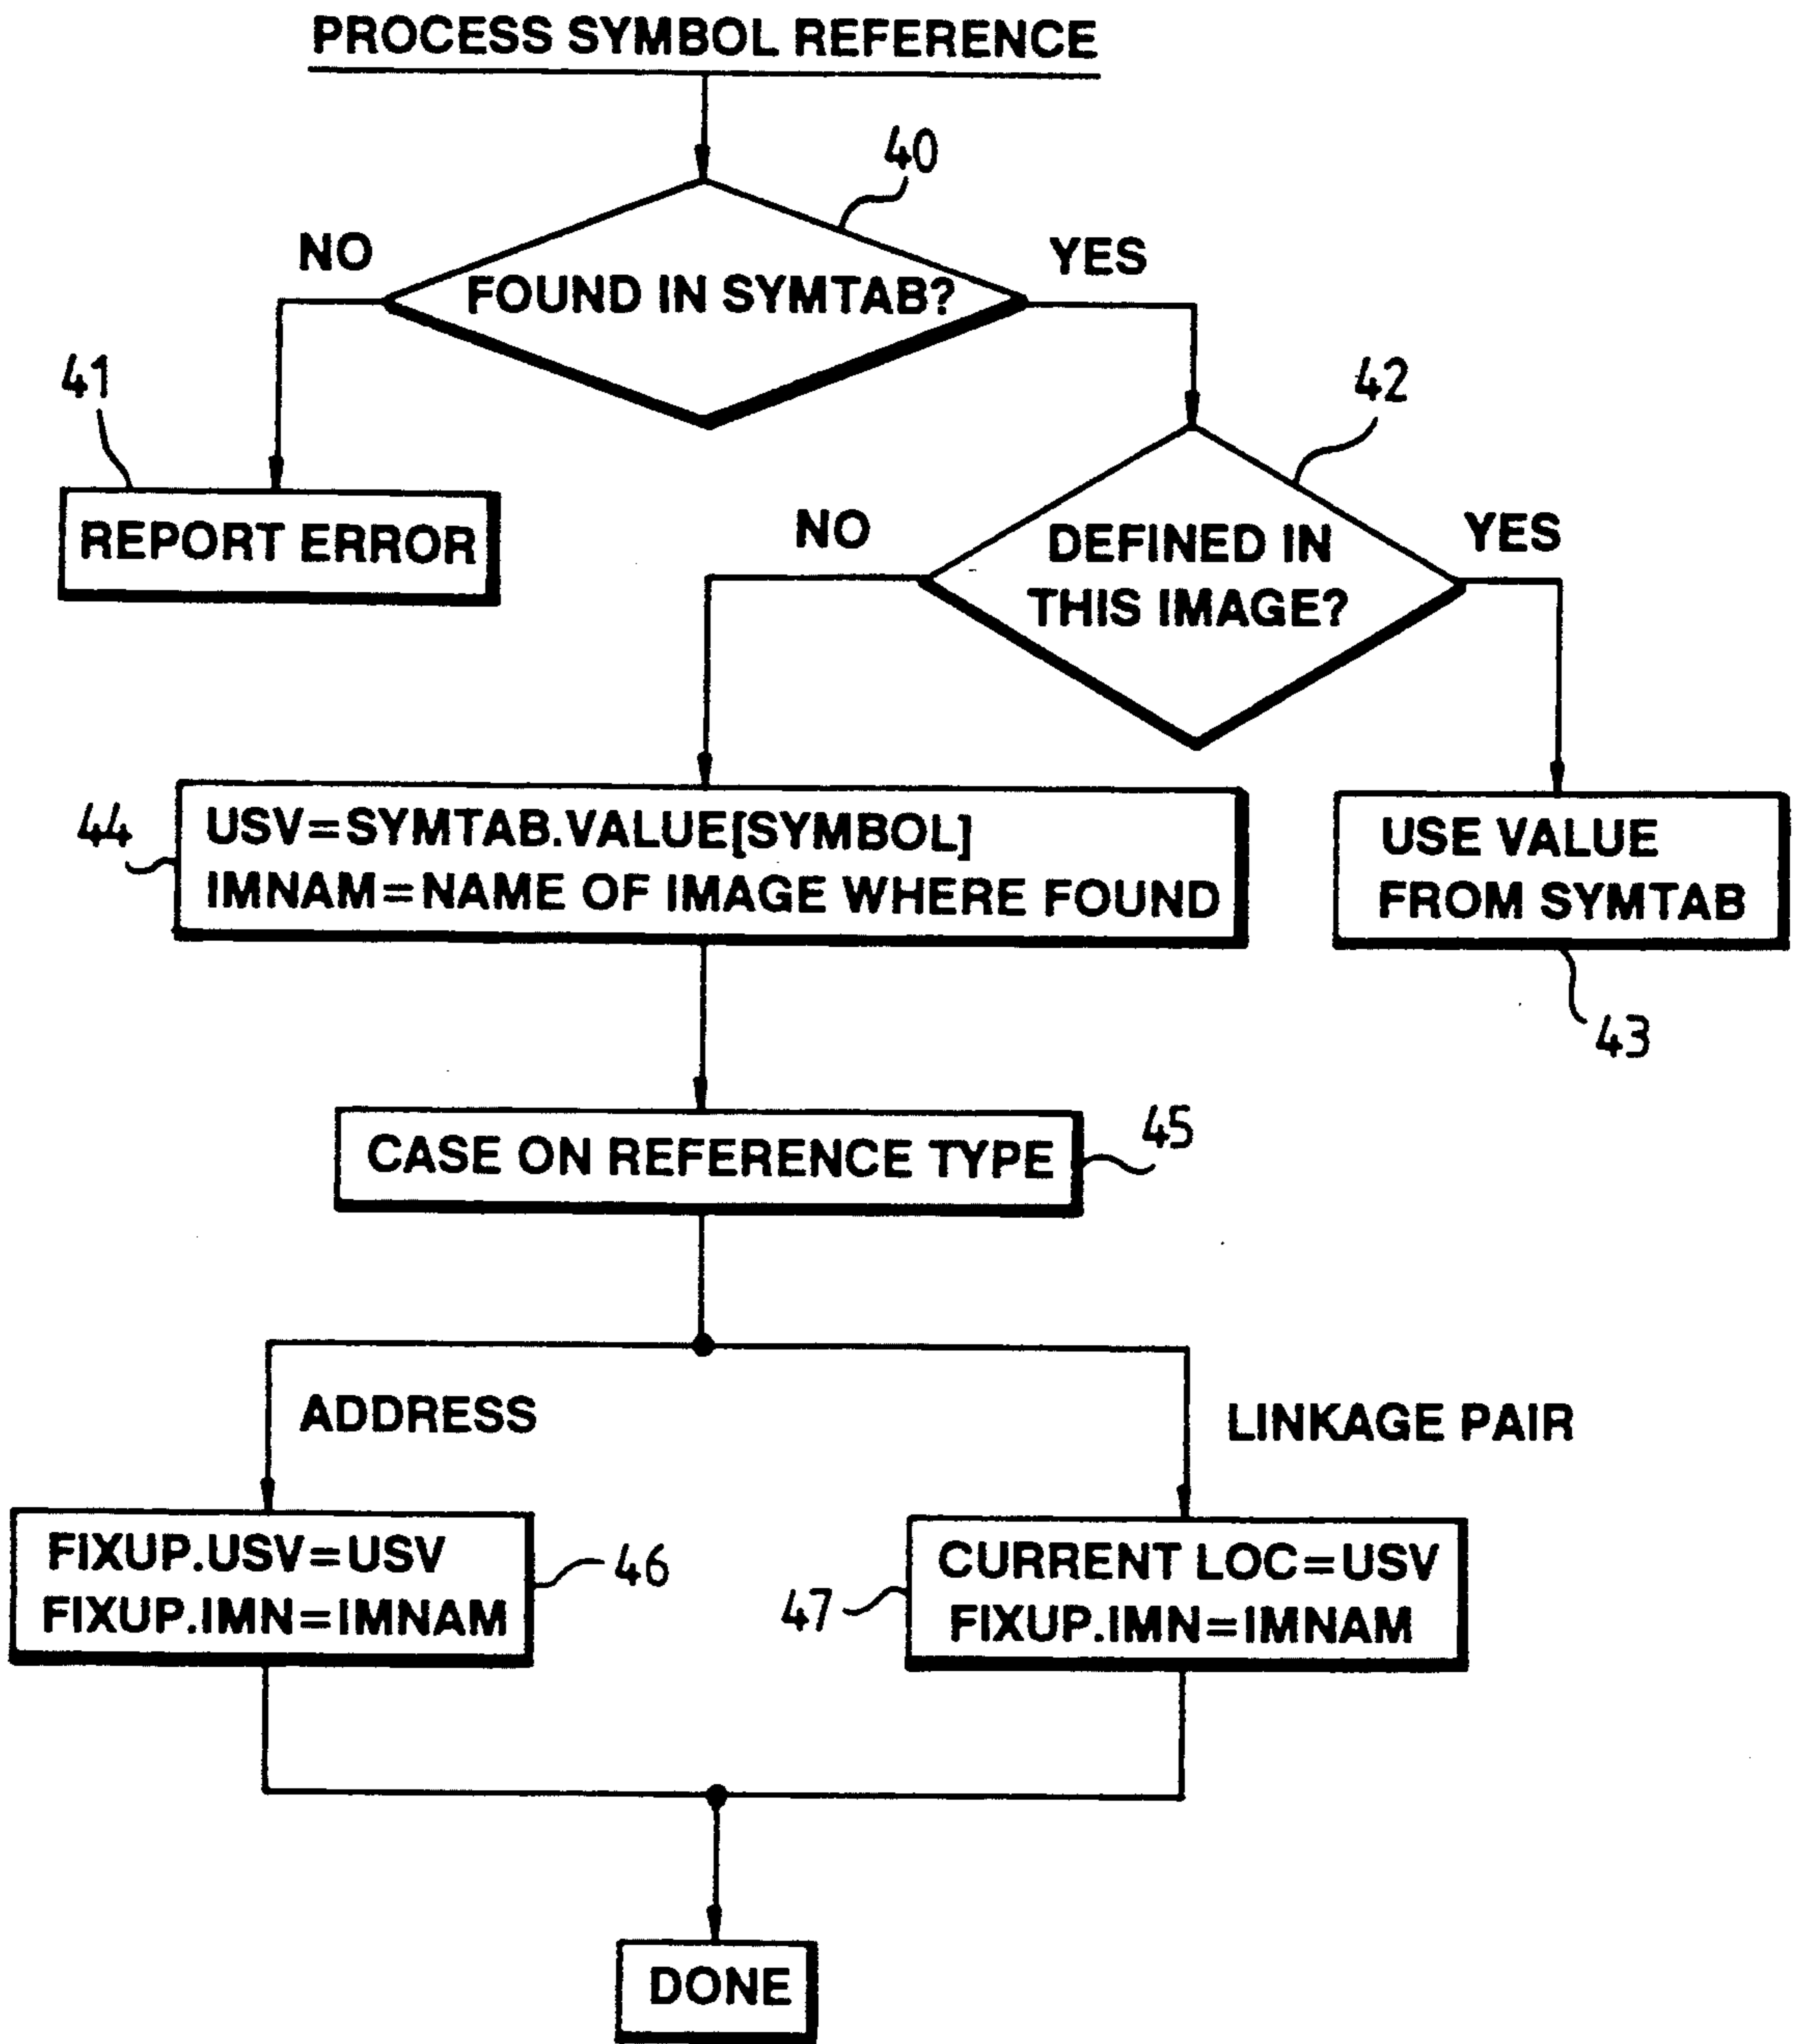 PROCESS SYMBOL REFERENCE
40
NO
YES
FOUND IN SYMTAB?
41
42
REPORT ERROR
NO
DEFINED IN
THIS IMAGE?
YES
44
USV=SYMTAB.VALUE[SYMBOL]
IMNAM=NAME OF IMAGE WHERE FOUND
USE VALUE
FROM SYMTAB
43
CASE ON REFERENCE TYPE
45
ADDRESS
LINKAGE PAIR
FIXUP.USV=USV
FIXUP.IMN=IMNAM
46
47
CURRENT LOC=USV
FIXUP.IMN=IMNAM
DONE